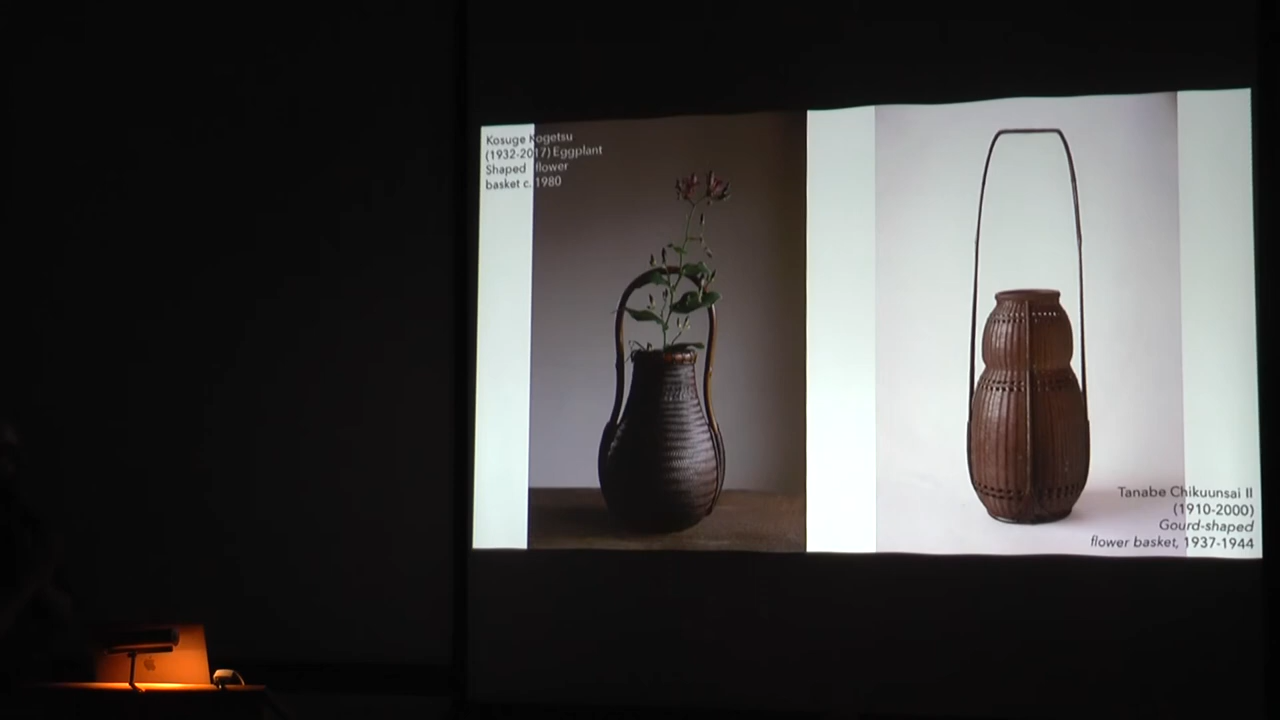 Kosuge Kogetsu
(1932-2017) Eggplant
Shaped flower
basket c. 1980
Tanabe Chikuunsai II
(1910-2000)
Gourd-shaped
flower basket, 1937-1944